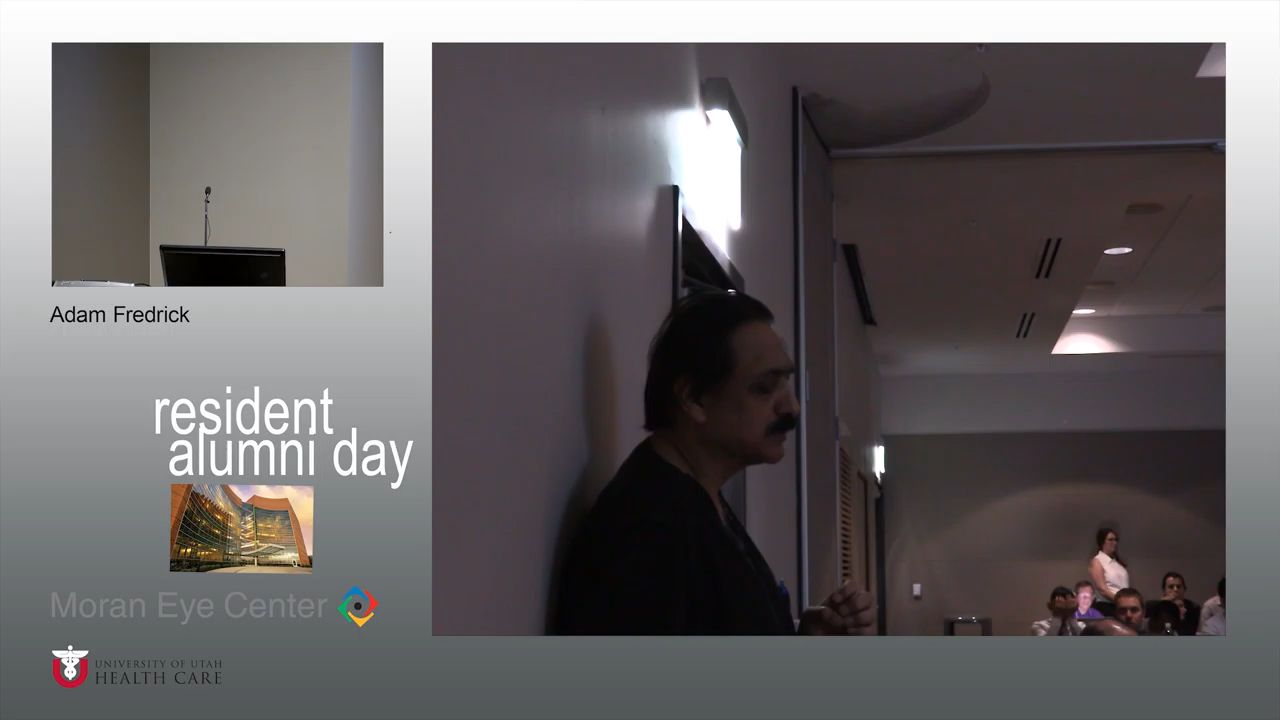 Adam Fredrick
resident
alumni day
Moran Eye Center
UNIVERSITY OF UTAH
HEALTH CARE